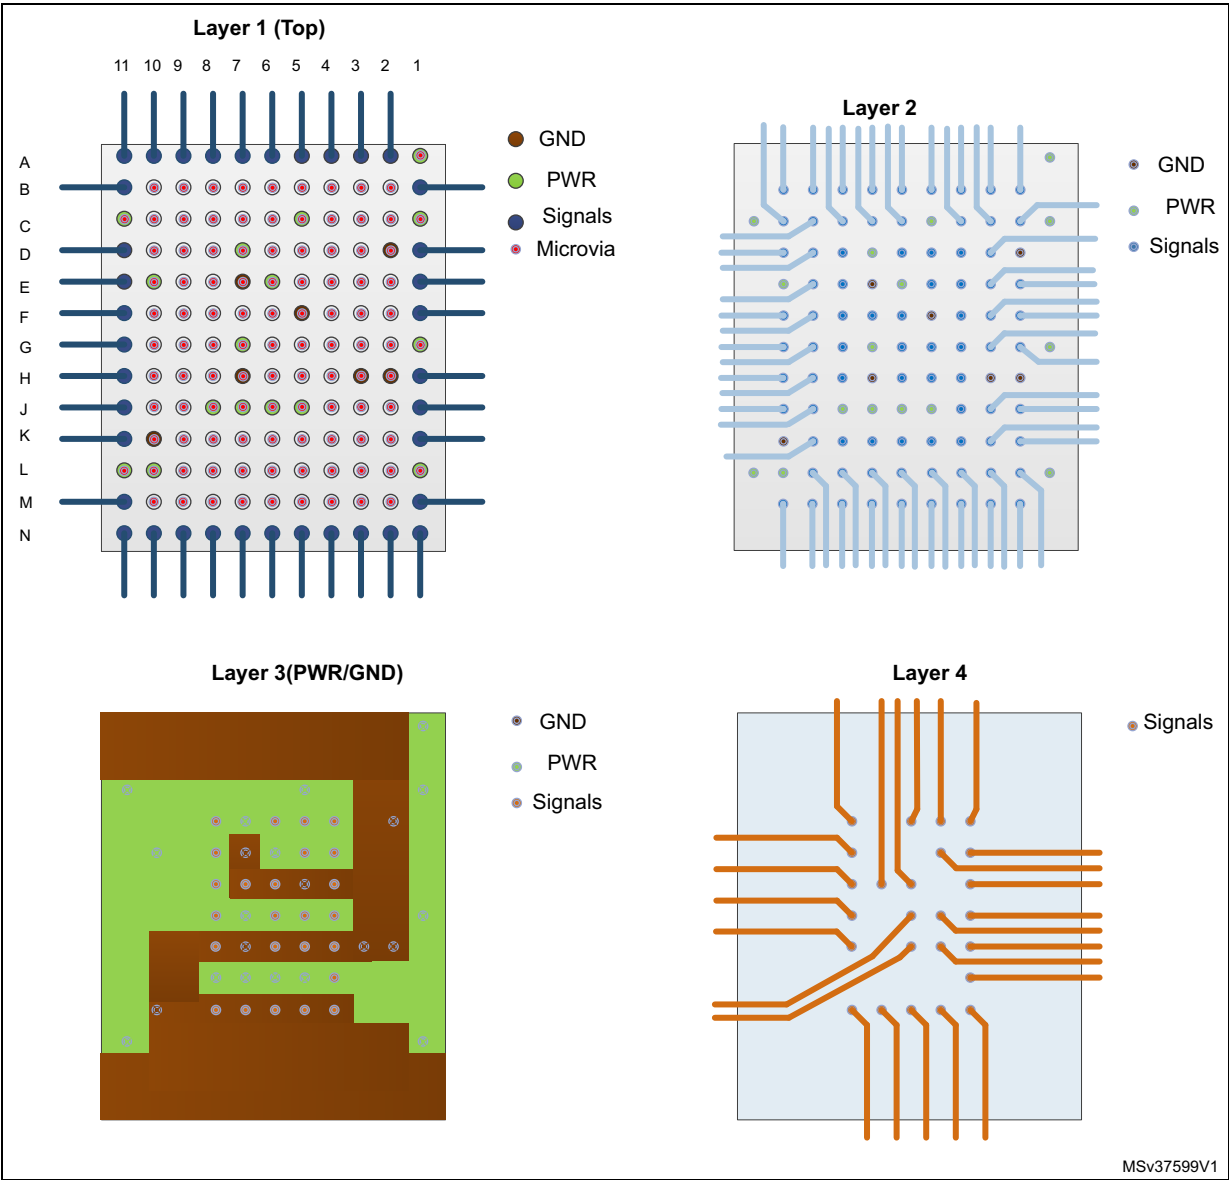 Layer 1 (Top)
11 10 9 8 7 6 5 4 3 2 1
A
B
C
D
E
F
G
H
J
K
L
M
N
GND
PWR
Signals
Microvia
Layer 2
GND
PWR
Signals
Layer 3(PWR/GND)
GND
PWR
Signals
Layer 4
Signals
MSv37599V1